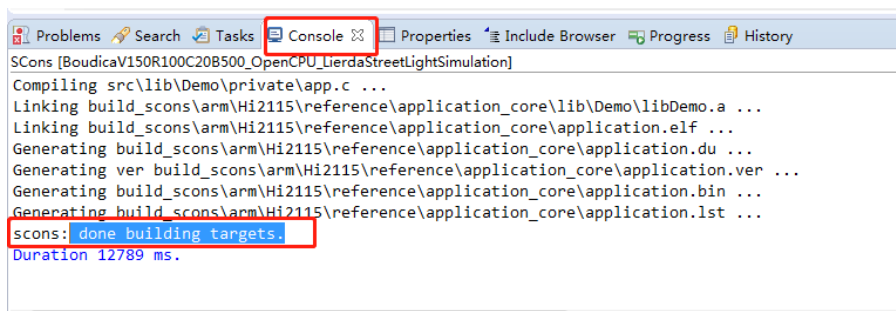 Problems Search Tasks Console Properties Include Browser Progress History
SCons [BoudicaV150R100C20B500_OpenCPU_LierdaStreetLightSimulation]
Compiling src\lib\Demo\private\app.c ...
Linking build_scons\arm\Hi2115\reference\application_core\lib\Demo\libDemo.a ...
Linking build_scons\arm\Hi2115\reference\application_core\application.elf ...
Generating build_scons\arm\Hi2115\reference\application_core\application.du ...
Generating ver build_scons\arm\Hi2115\reference\application_core\application.ver ...
Generating build_scons\arm\Hi2115\reference\application_core\application.bin ...
Generating build_scons\arm\Hi2115\reference\application_core\application.lst ...
scons: done building targets.
Duration 12789 ms.